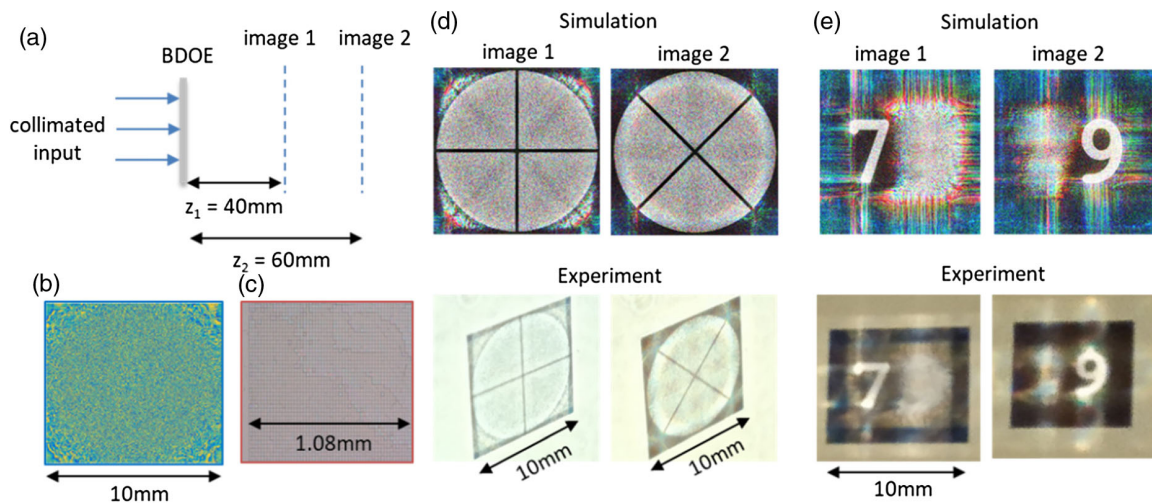 (a)
BDOE
image 1
image 2
collimated
input
z₁ = 40mm
z₂ = 60mm
(b)
10mm
(c)
1.08mm
(d)
Simulation
image 1
image 2
Experiment
10mm
10mm
(e)
Simulation
image 1
image 2
7
9
Experiment
7
9
10mm